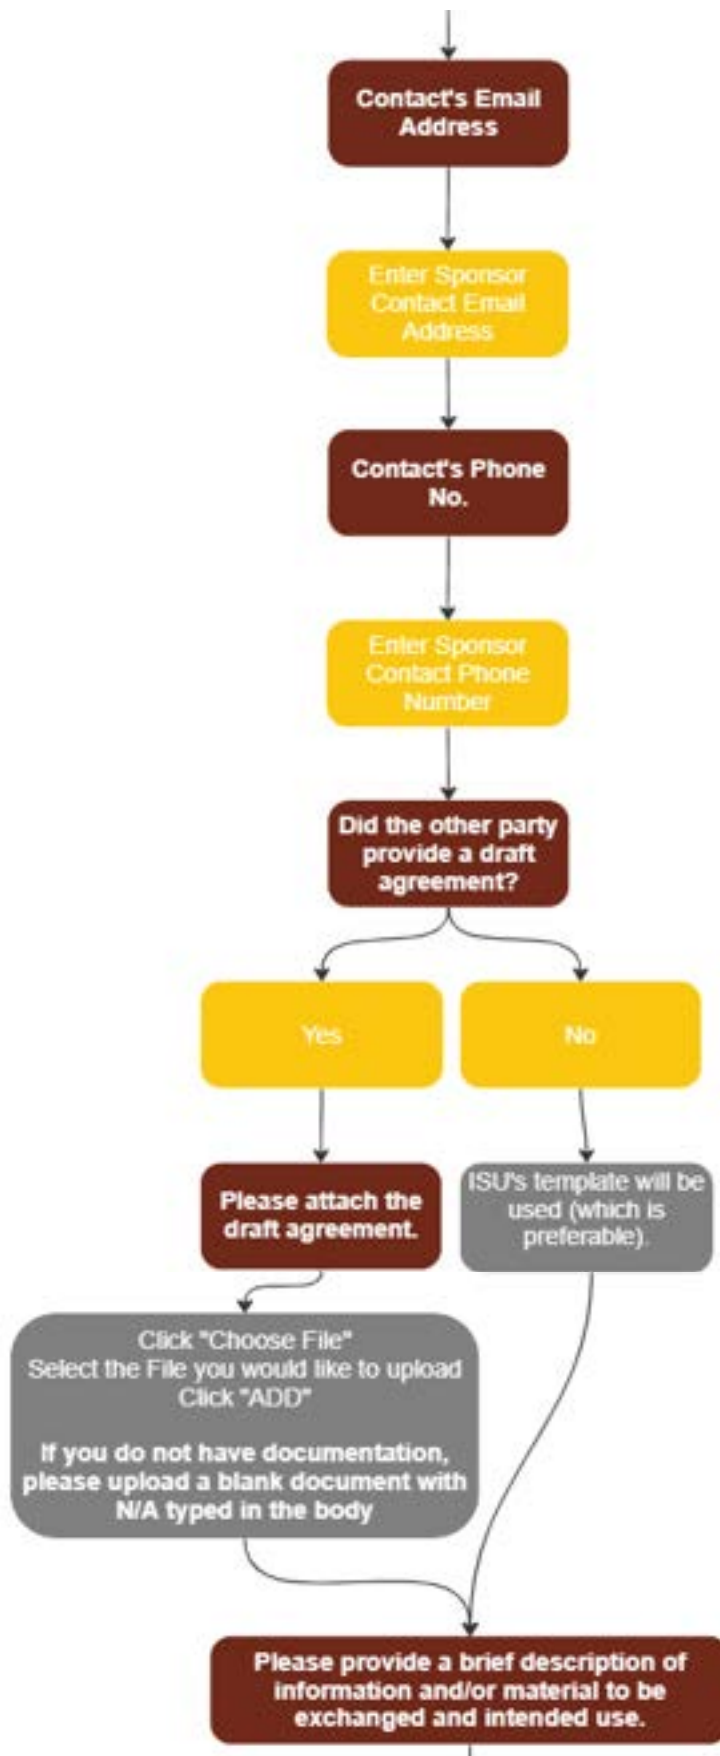 Contact's Email
Address
Enter Sponsor
Contact Email
Address
Contact's Phone
No.
Enter Sponsor
Contact Phone
Number
Did the other party
provide a draft
agreement?
Yes
No
Please attach the
draft agreement.
ISU's template will be
used (which is
preferable).
Click "Choose File"
Select the File you would like to upload
Click "ADD"
If you do not have documentation,
please upload a blank document with
N/A typed in the body
Please provide a brief description of
information and/or material to be
exchanged and intended use.